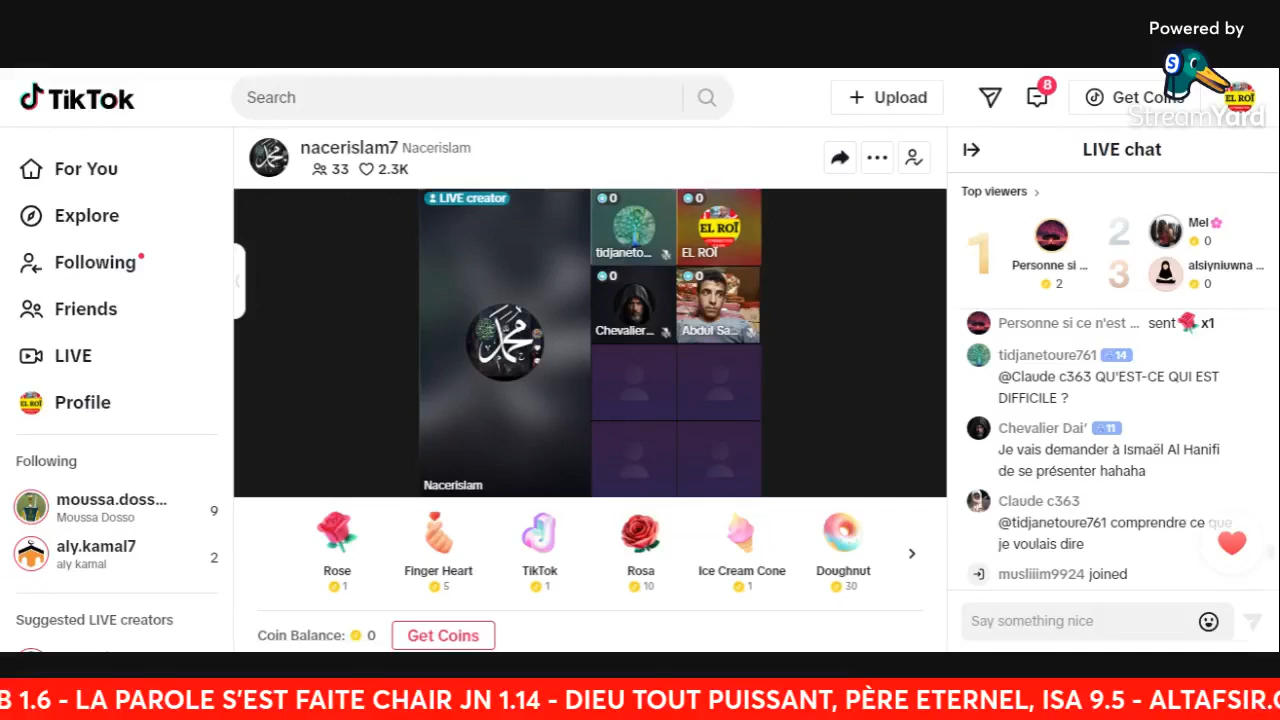 Powered by
StreamYard
TikTok
Search
Upload
8
Get Coins
EL ROÏ
For You
Explore
Following
Friends
LIVE
Profile
Following
moussa.doss...
Moussa Dosso
9
aly.kamal7
aly kamal
2
Suggested LIVE creators
nacerislam7 Nacerislam
33 2.3K
LIVE creator
Nacerislam
0
tidjaneto...
0
EL ROÏ
EL ROÏ
0
Chevalier...
0
Abdul Sa...
Rose
1
Finger Heart
5
TikTok
1
Rosa
10
Ice Cream Cone
1
Doughnut
30
Coin Balance: 0 Get Coins
LIVE chat
Top viewers
1
Personne si ...
2
2
Mel
0
3
alsiyniuwna ...
0
Personne si ce n'est ... sent x1
tidjanetoure761 14
@Claude c363 QU'EST-CE QUI EST
DIFFICILE ?
Chevalier Dai’ 11
Je vais demander à Ismaël Al Hanifi
de se présenter hahaha
Claude c363
@tidjanetoure761 comprendre ce que
je voulais dire
musliiim9924 joined
Say something nice
B 1.6 - LA PAROLE S’EST FAITE CHAIR JN 1.14 - DIEU TOUT PUISSANT, PÈRE ETERNEL, ISA 9.5 - ALTAFSIR.C